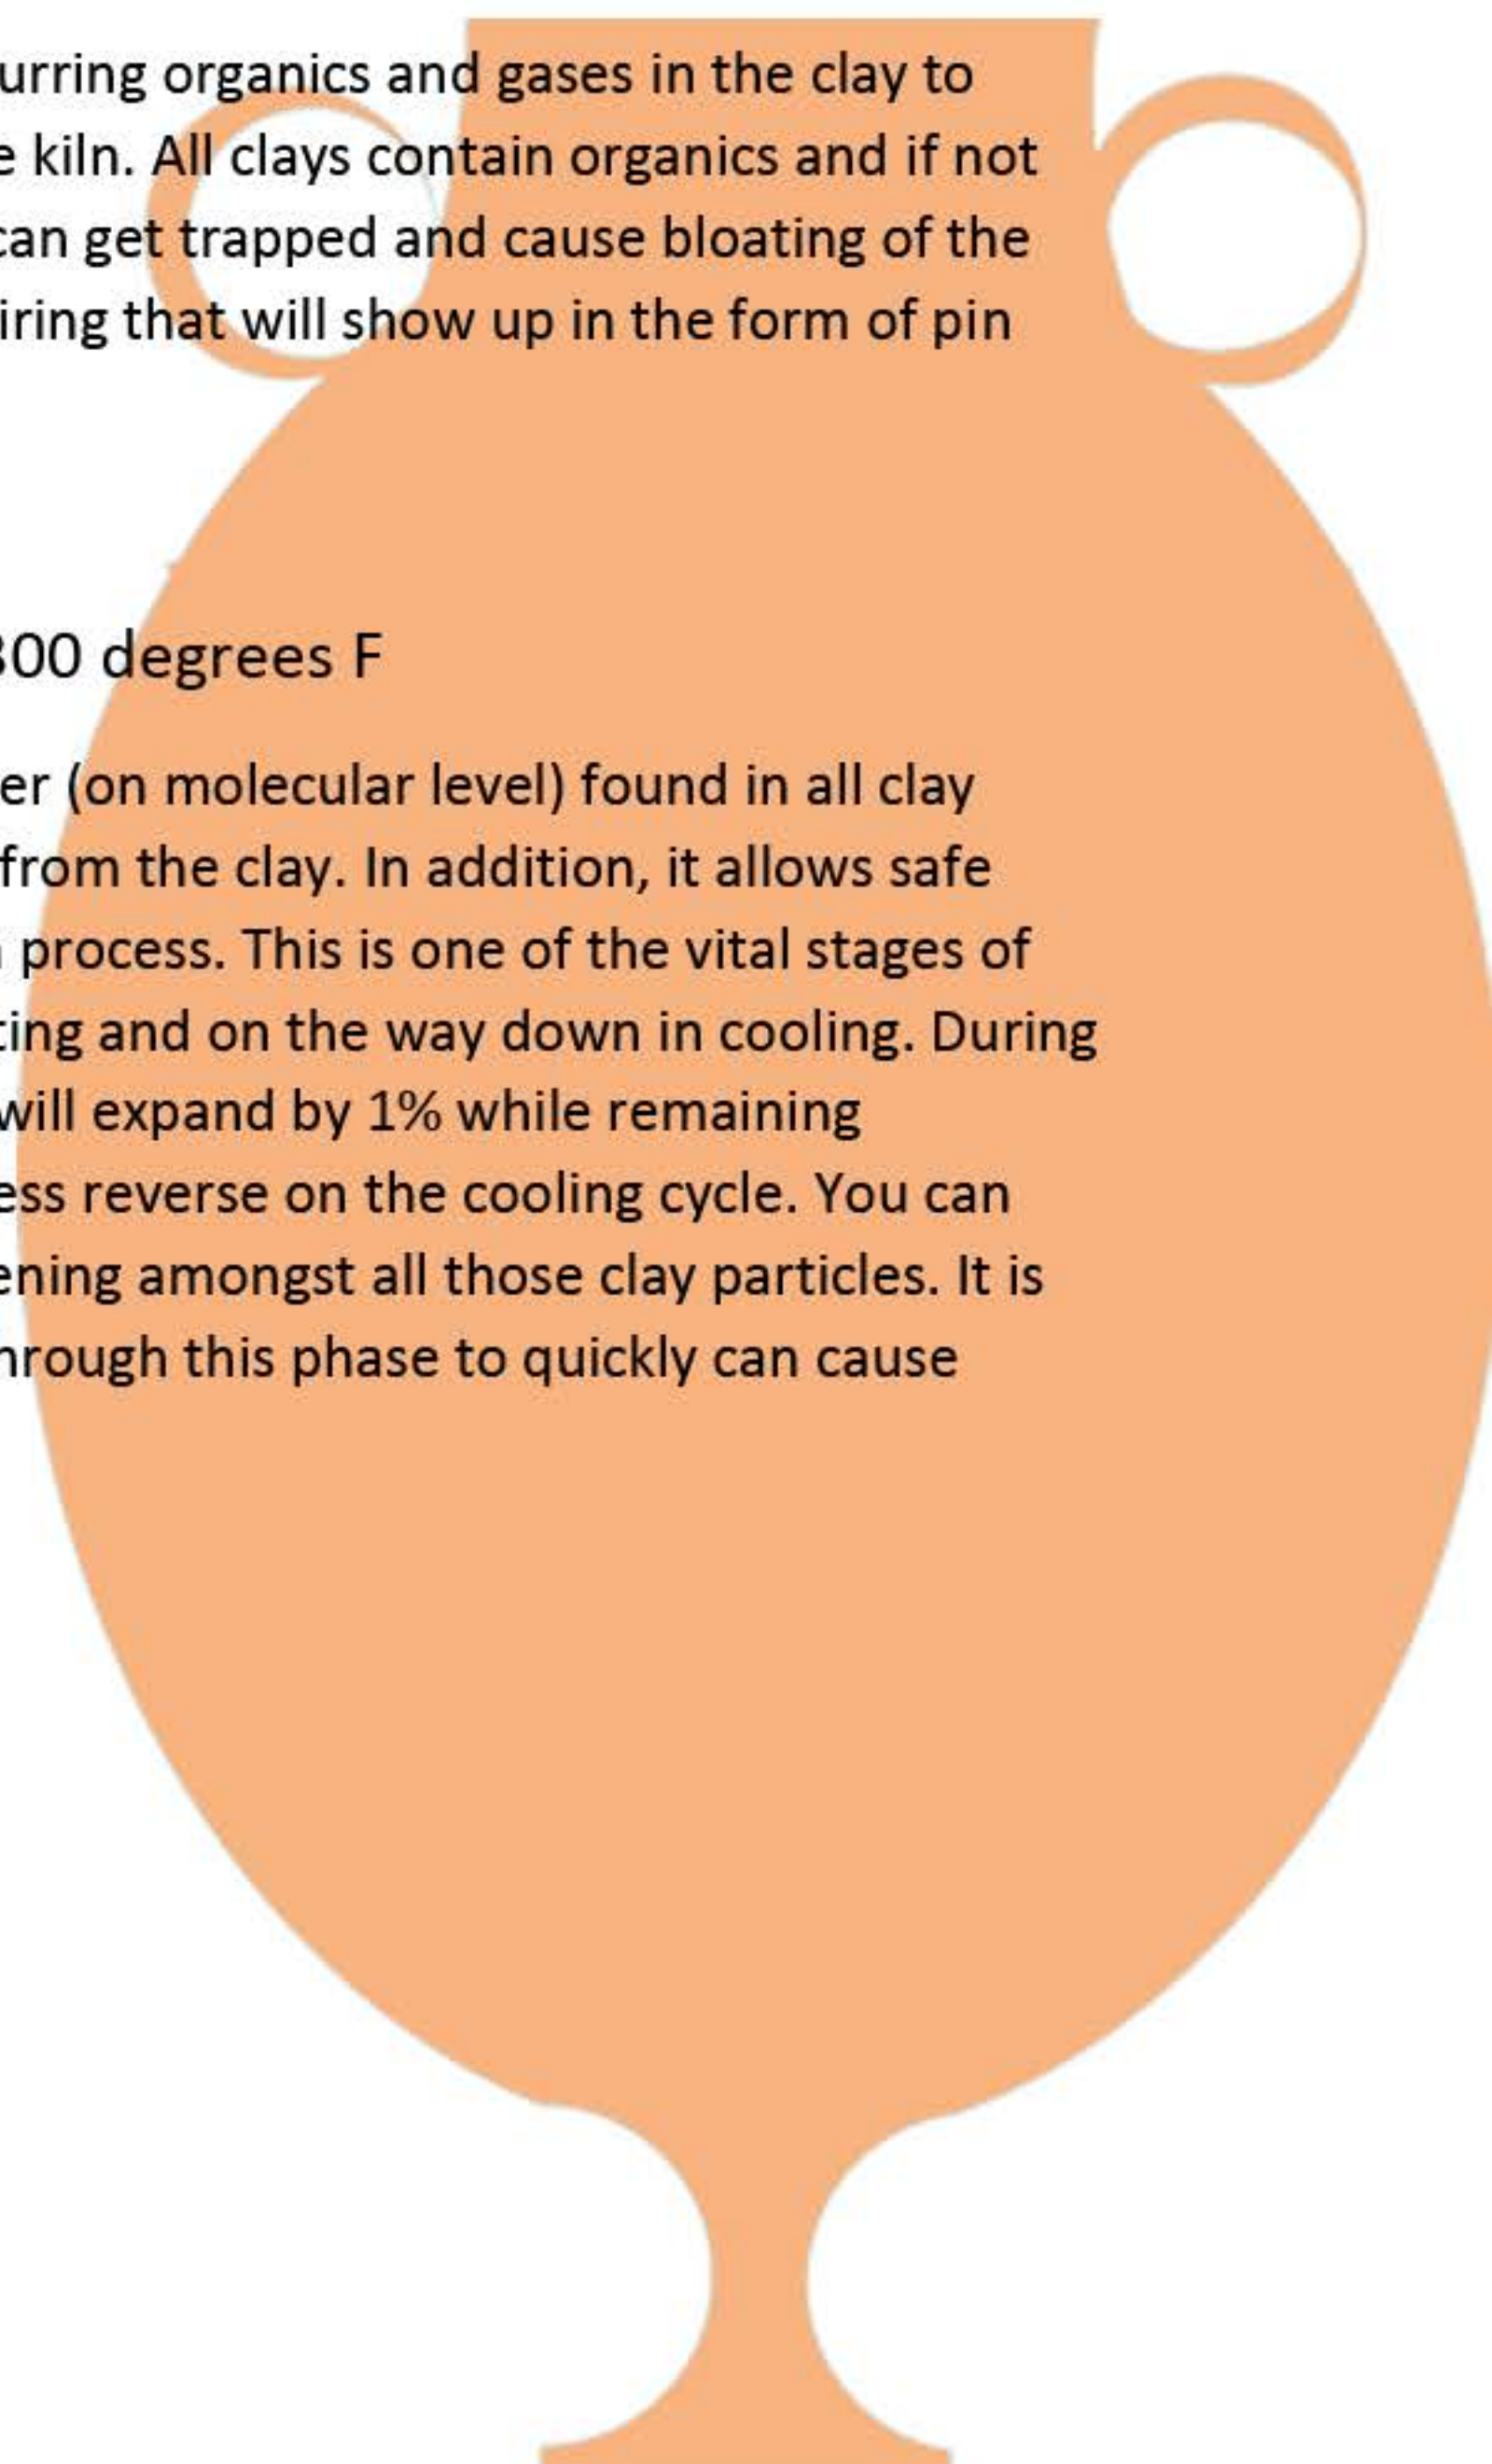 urring organics and gases in the clay to
e kiln. All clays contain organics and if not
can get trapped and cause bloating of the
iring that will show up in the form of pin
300 degrees F
er (on molecular level) found in all clay
from the clay. In addition, it allows safe
process. This is one of the vital stages of
ting and on the way down in cooling. During
will expand by 1% while remaining
ess reverse on the cooling cycle. You can
ening amongst all those clay particles. It is
hrough this phase to quickly can cause